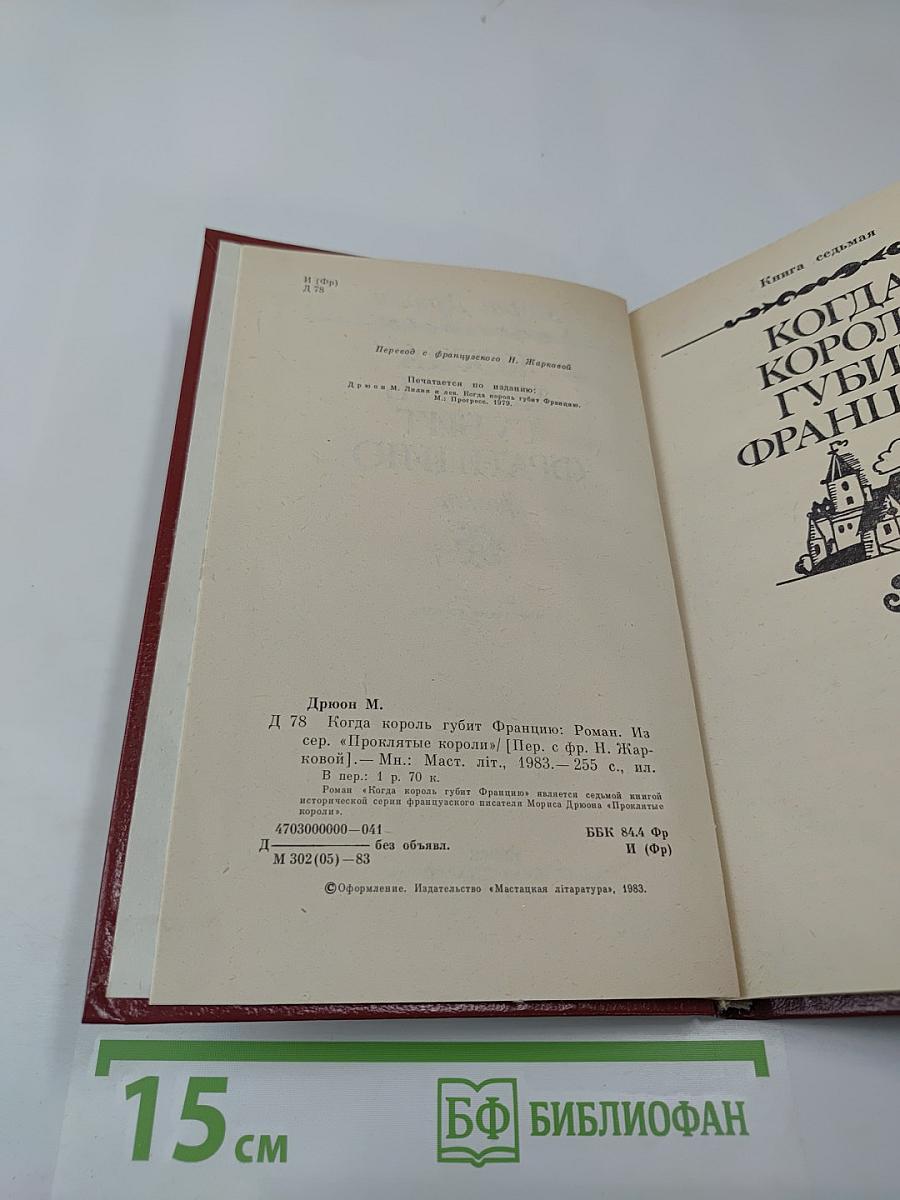 И (Фр)
Д 78
Перевод с французского Н. Жарковой
Печатается по изданию:
Дрюон М. Лилия и лев. Когда король губит Францию.
М.: Прогресс. 1979.
Дрюон М.
Д 78 Когда король губит Францию: Роман. Из
сер. «Проклятые короли»/[Пер. с фр. Н. Жар-
ковой].— Мн.: Маст. літ., 1983.— 255 с., ил.
В пер.: 1 р. 70 к.
Роман «Когда король губит Францию» является седьмой книгой
исторической серии французского писателя Мориса Дрюона «Проклятые
короли».
4703000000—041
Д без объявл.
М 302(05)—83
ББК 84.4 Фр
И (Фр)
© Оформление. Издательство «Мастацкая літаратура», 1983.
Книга седьмая
КОГДА
КОРОЛ
ГУБИ
ФРАНЦ
15 см
БФ БИБЛИОФАН